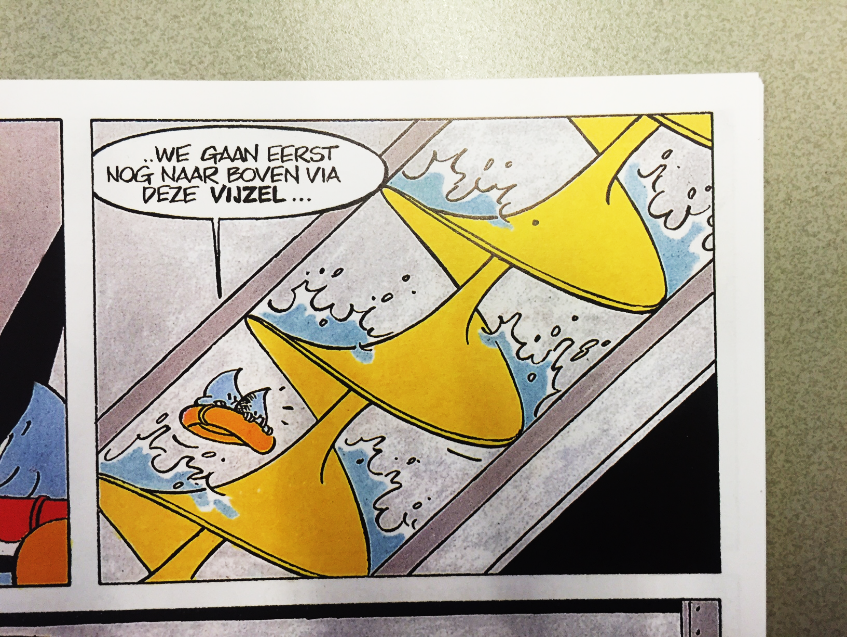 ..WE GAAN EERST
NOG NAAR BOVEN VIA
DEZE VIJZEL...